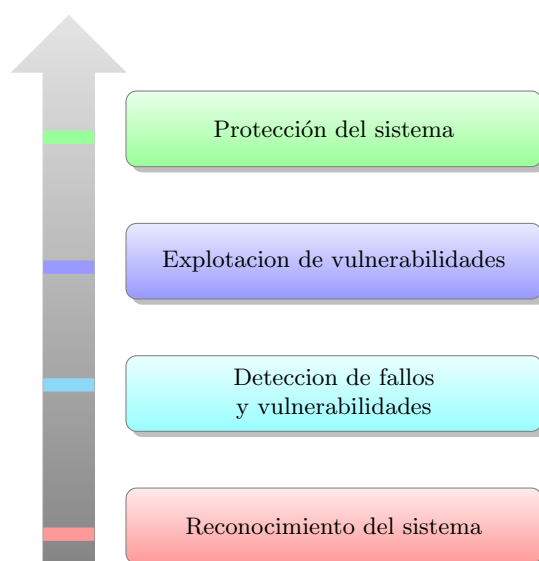 Protección del sistema
Explotacion de vulnerabilidades
Deteccion de fallos
y vulnerabilidades
Reconocimiento del sistema